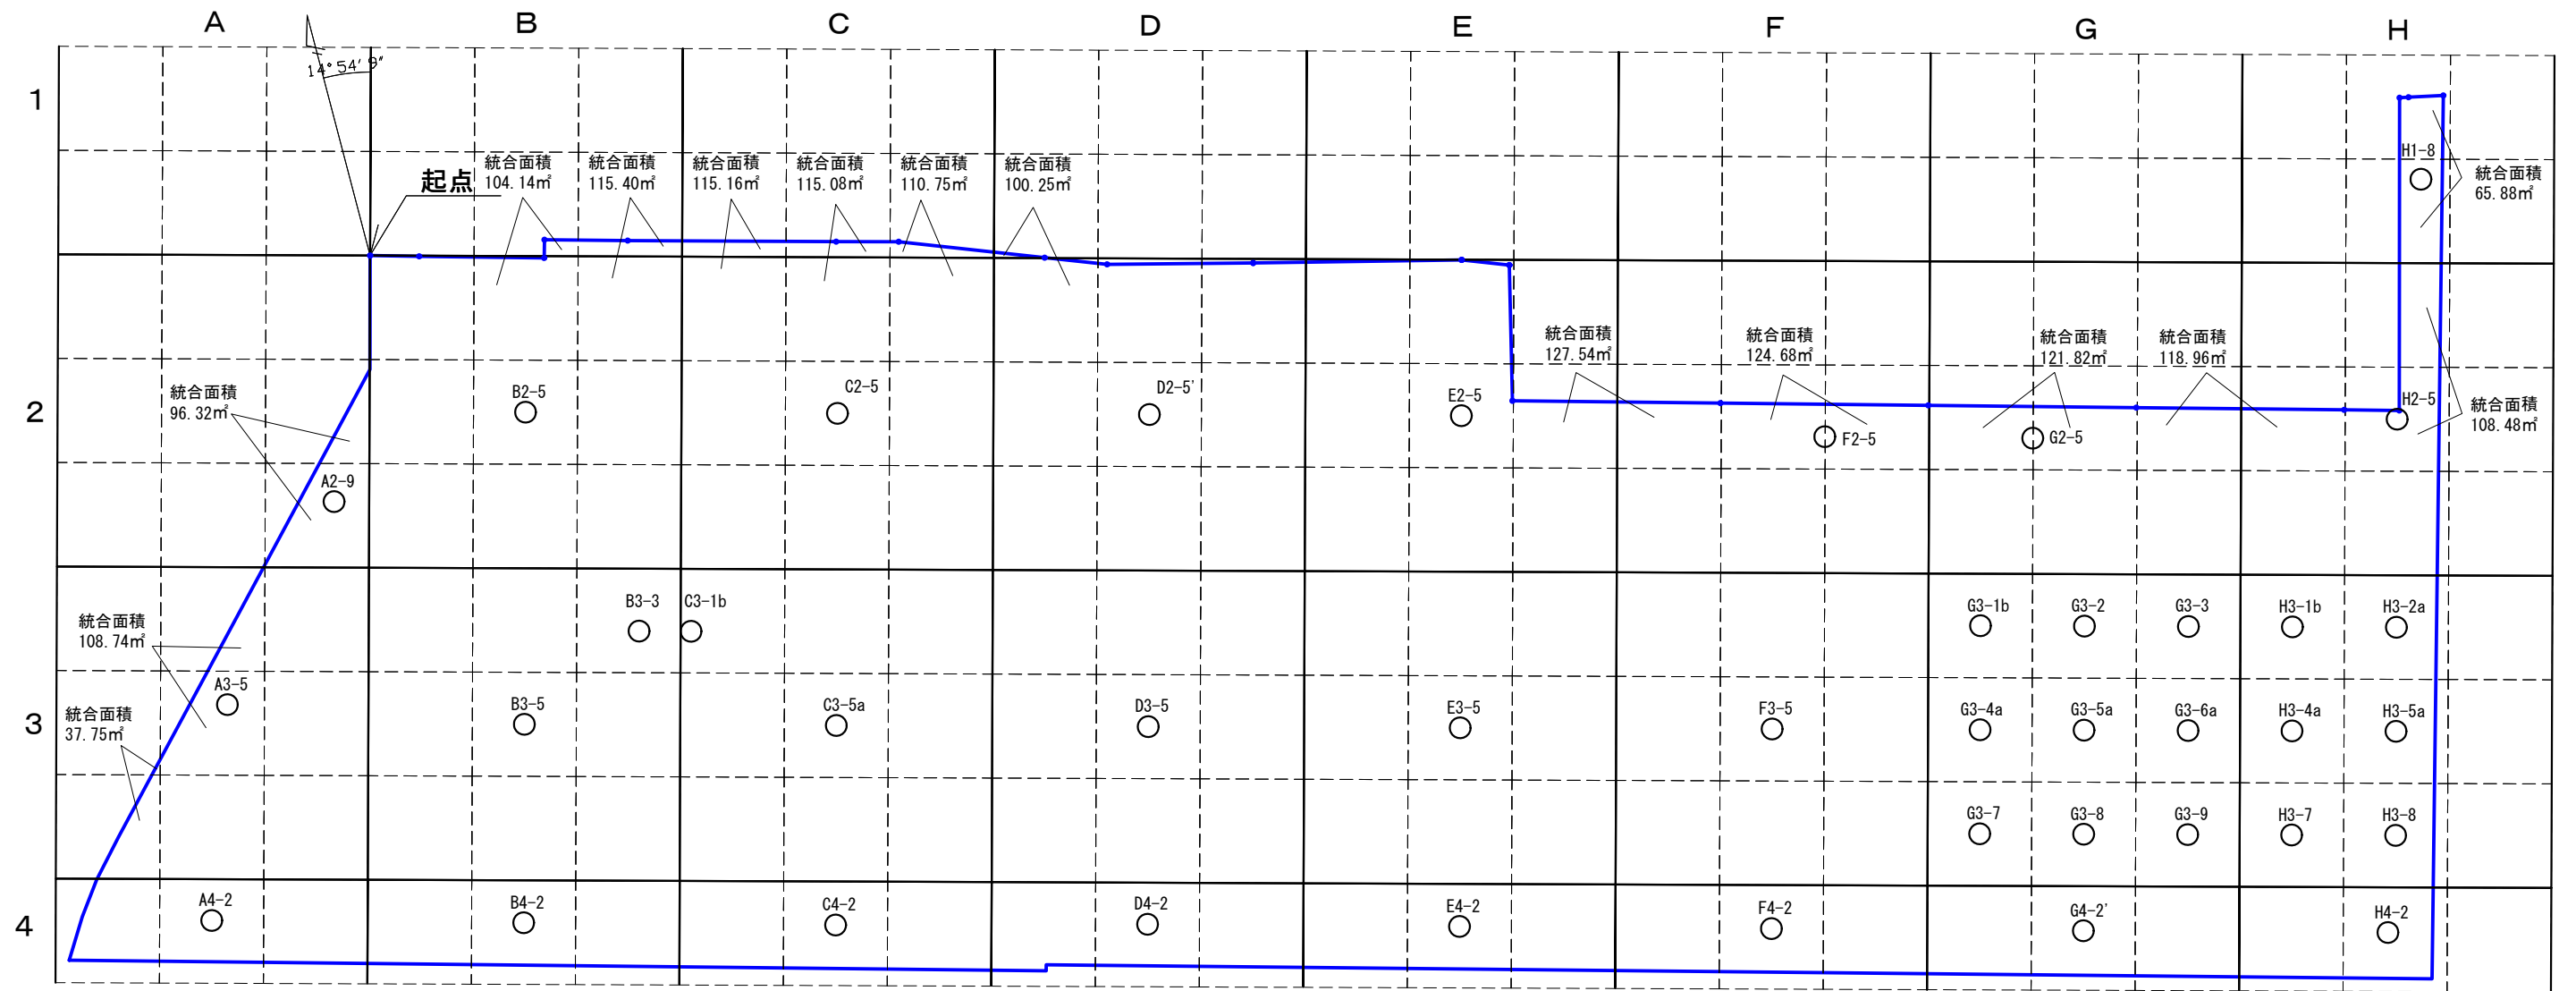 A B C D E F G H
14°54′9″
1
起点
統合面積
104.14㎡
統合面積
115.40㎡
統合面積
115.16㎡
統合面積
115.08㎡
統合面積
110.75㎡
統合面積
100.25㎡
H1-8
統合面積
65.88㎡
統合面積
127.54㎡
統合面積
124.68㎡
統合面積
121.82㎡
統合面積
118.96㎡
2
統合面積
96.32㎡
B2-5 C2-5 D2-5' E2-5 F2-5 G2-5 H2-5
統合面積
108.48㎡
A2-9
統合面積
108.74㎡
B3-3 C3-1b G3-1b G3-2 G3-3 H3-1b H3-2a
3
A3-5 B3-5 C3-5a D3-5 E3-5 F3-5 G3-4a G3-5a G3-6a H3-4a H3-5a
統合面積
37.75㎡
G3-7 G3-8 G3-9 H3-7 H3-8
4
A4-2 B4-2 C4-2 D4-2 E4-2 F4-2 G4-2' H4-2